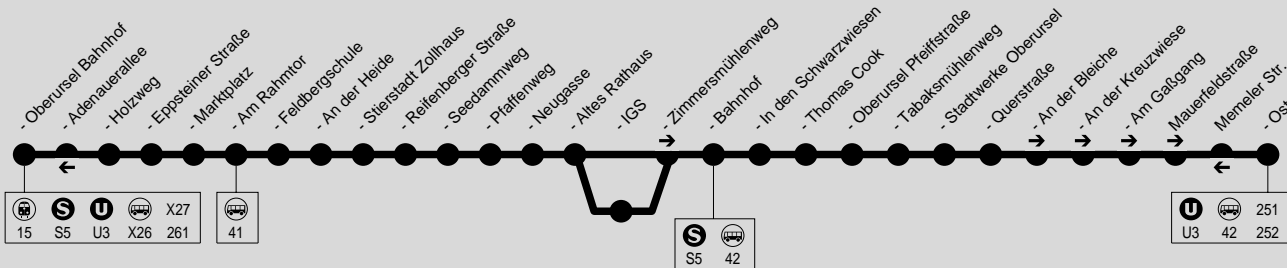 - Oberursel Bahnhof
- Adenauerallee
- Holzweg
- Eppsteiner Straße
- Marktplatz
- Am Rahmtor
- Feldbergschule
- An der Heide
- Stierstadt Zollhaus
- Reifenberger Straße
- Seedammweg
- Pfaffenweg
- Neugasse
- Altes Rathaus
- IGS
- Zimmersmühlenweg
- Bahnhof
- In den Schwarzwiesen
- Thomas Cook
- Oberursel Pfeiffstraße
- Tabaksmühlenweg
- Stadtwerke Oberursel
- Querstraße
- An der Bleiche
- An der Kreuzwiese
- Am Gaßgang
Mauerfeldstraße
Memeler Str.
S U X27
15 S5 U3 X26 261
41
S
S5 42
U 251
U3 42 252